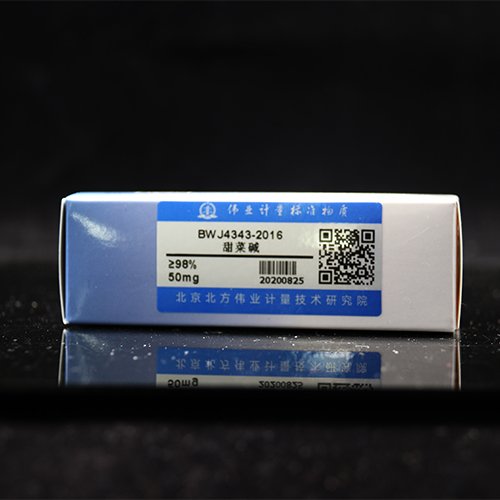 伟业计量标准物质
BWJ4343-2016
甜菜碱
≥98%
50mg
20200825
北京北方伟业计量技术研究院